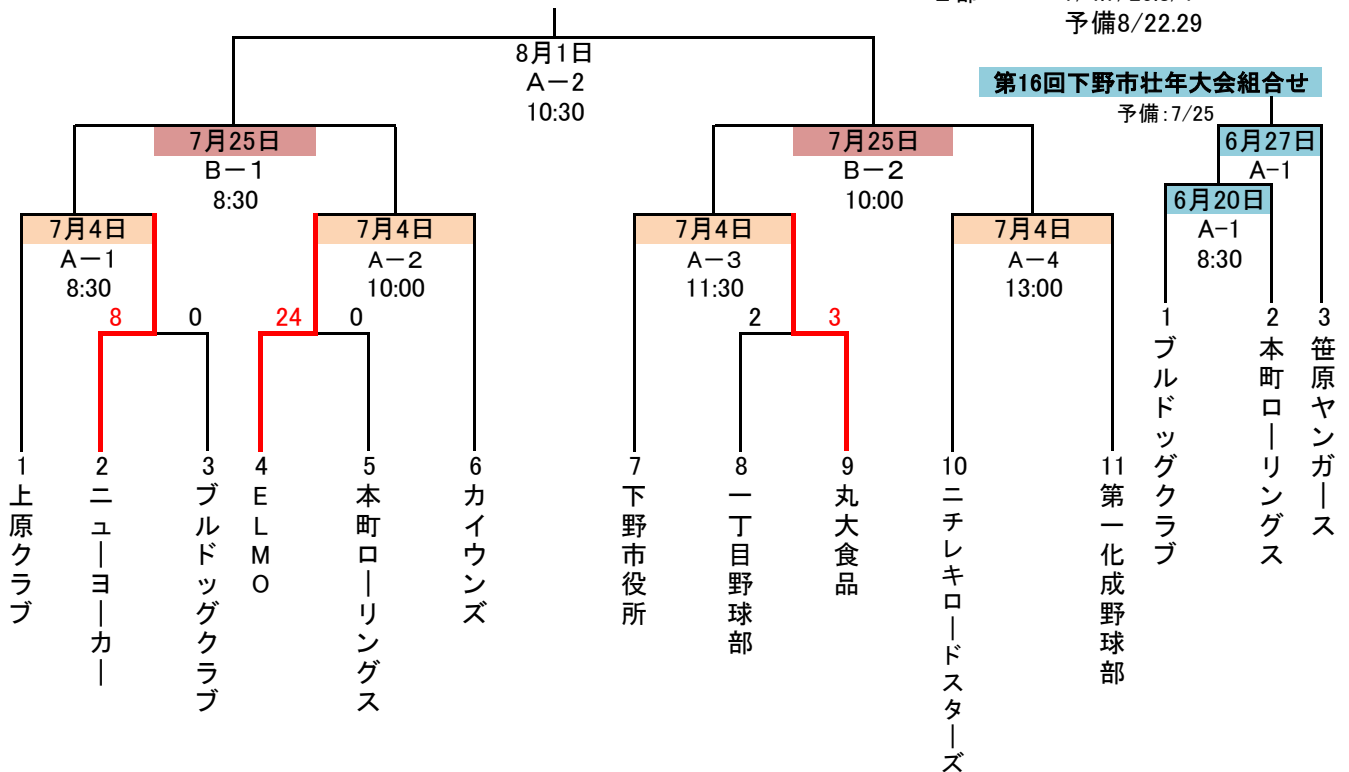 予備8/22.29
8月1日
A－2
10:30
第16回下野市壮年大会組合せ
予備：7/25
7月25日
B－1
8:30
7月25日
B－2
10:00
6月27日
A-1
6月20日
A-1
8:30
7月4日
A－1
8:30
7月4日
A－2
10:00
7月4日
A－3
11:30
7月4日
A－4
13:00
8 0
24 0
2 3
1 上原クラブ
2 ニューヨーカー
3 ブルドッグクラブ
4 ELMO
5 本町ローリングス
6 カイウンズ
7 下野市役所
8 一丁目野球部
9 丸大食品
10 ニチレキロードスターズ
11 第一化成野球部
1 ブルドッグクラブ
2 本町ローリングス
3 笹原ヤンガース